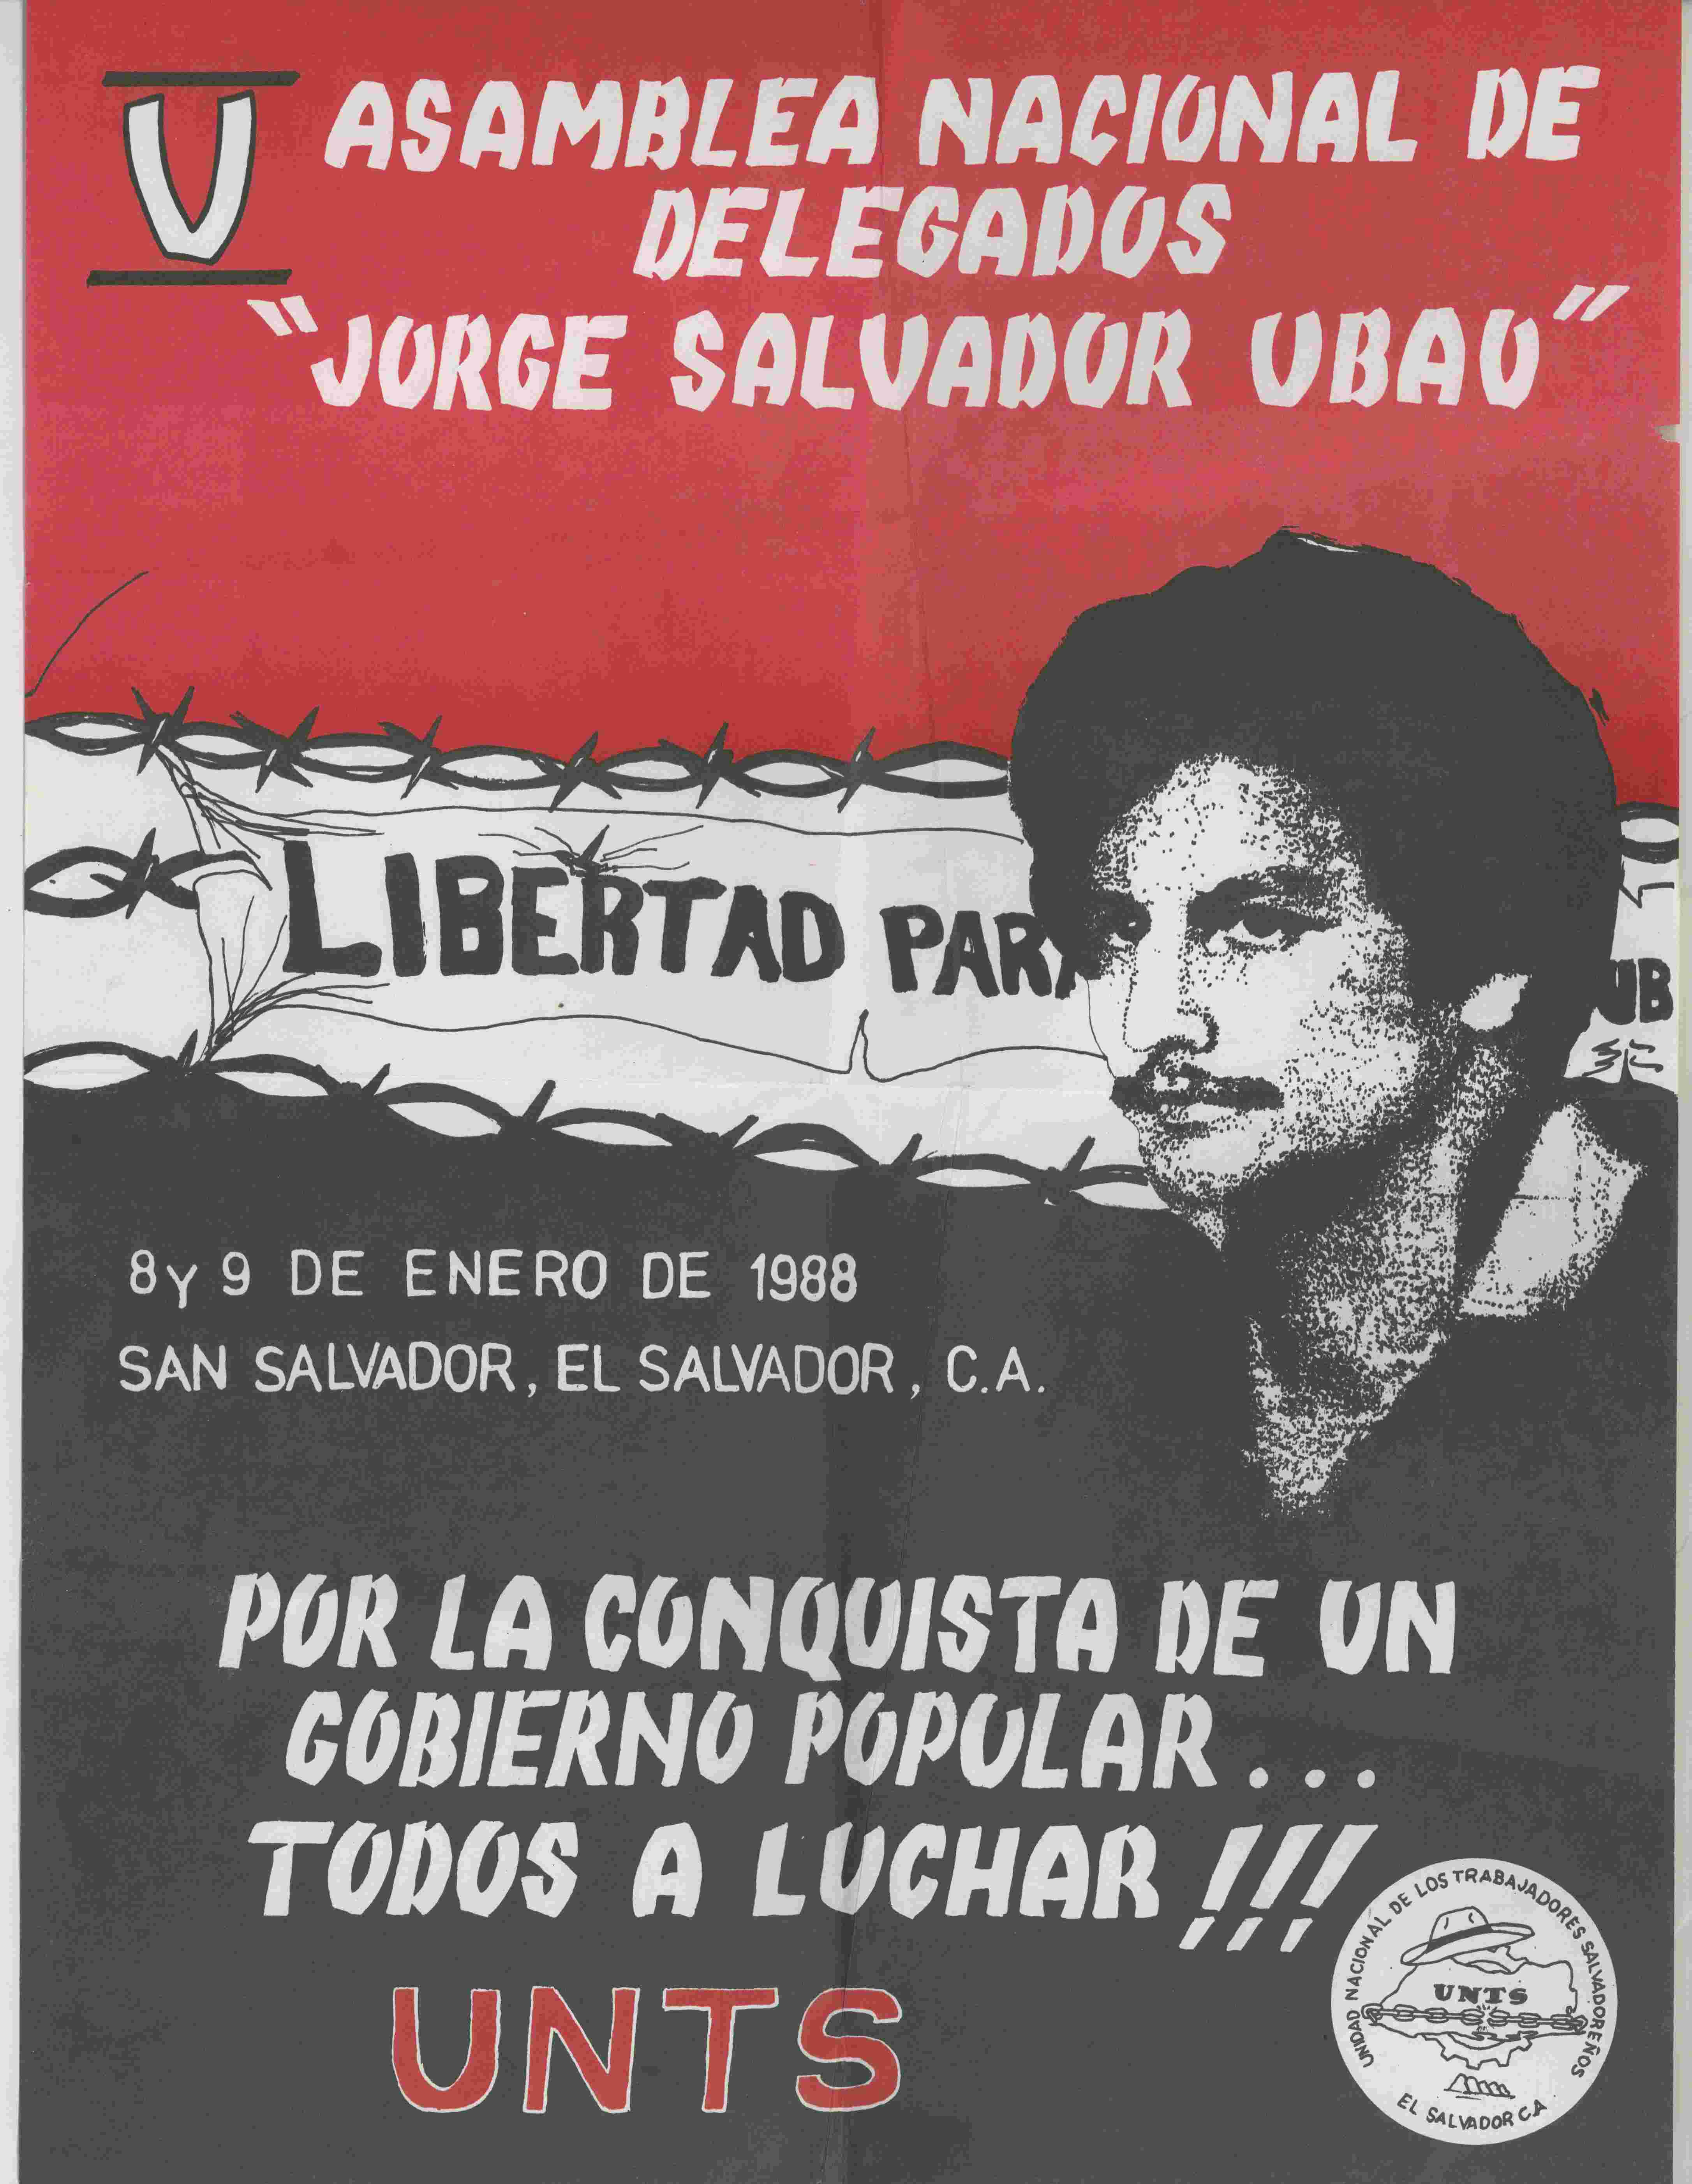 V ASAMBLEA NACIONAL DE
DELEGADOS
"JORGE SALVADOR UBAU"
LIBERTAD PARA
UB
8 Y 9 DE ENERO DE 1988
SAN SALVADOR, EL SALVADOR, C.A.
POR LA CONQUISTA DE UN
GOBIERNO POPULAR...
TODOS A LUCHAR!!!
UNTS
UNIDAD NACIONAL DE LOS TRABAJADORES SALVADOREÑOS
UNTS
EL SALVADOR C.A